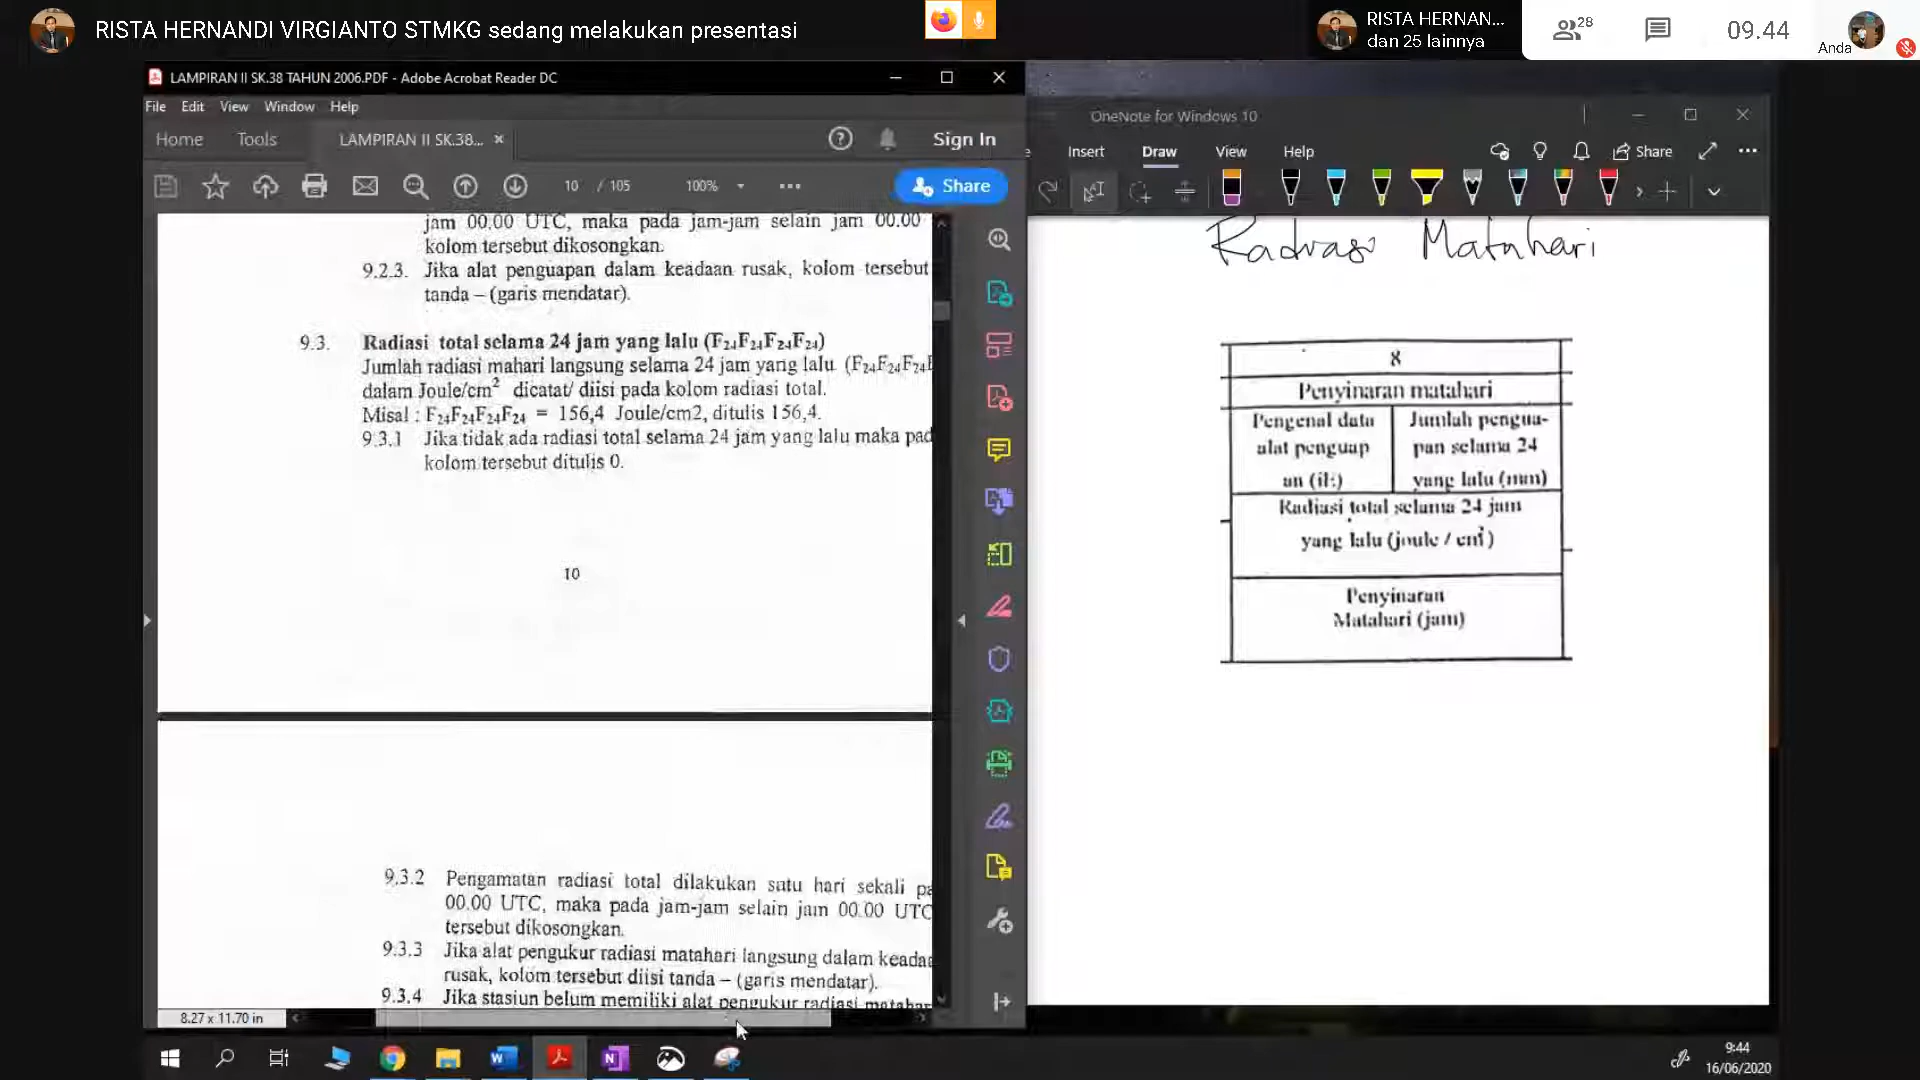 RISTA HERNANDI VIRGIANTO STMKG sedang melakukan presentasi
RISTA HERNAN...
dan 25 lainnya
28
09.44
Anda
LAMPIRAN II SK.38 TAHUN 2006.PDF - Adobe Acrobat Reader DC
File Edit View Window Help
Home Tools LAMPIRAN II SK.38... × Sign In
10 / 105 100% Share
jam 00.00 UTC, maka pada jam-jam selain jam 00.00
kolom tersebut dikosongkan.
9.2.3. Jika alat penguapan dalam keadaan rusak, kolom tersebut
tanda – (garis mendatar).
9.3. Radiasi total selama 24 jam yang lalu (F₂₄F₂₄F₂₄F₂₄)
Jumlah radiasi mahari langsung selama 24 jam yang lalu (F₂₄F₂₄F₂₄
dalam Joule/cm² dicatat/ diisi pada kolom radiasi total.
Misal : F₂₄F₂₄F₂₄F₂₄ = 156,4 Joule/cm2, ditulis 156,4.
9.3.1 Jika tidak ada radiasi total selama 24 jam yang lalu maka pad
kolom tersebut ditulis 0.
10
9.3.2 Pengamatan radiasi total dilakukan satu hari sekali pa
00.00 UTC, maka pada jam-jam selain jam 00.00 UTC
tersebut dikosongkan.
9.3.3 Jika alat pengukur radiasi matahari langsung dalam keadaa
rusak, kolom tersebut diisi tanda – (garis mendatar).
9.3.4 Jika stasiun belum memiliki alat pengukur radiasi matahar
8.27 x 11.70 in
OneNote for Windows 10
Insert Draw View Help Share
Radiasi Matahari
8
Penyinaran matahari
Pengenal data
alat penguap
an (iE)
Jumlah pengua-
pan selama 24
yang lalu (mm)
Radiasi total selama 24 jam
yang lalu (joule / cm²)
Penyinaran
Matahari (jam)
9:44
16/06/2020